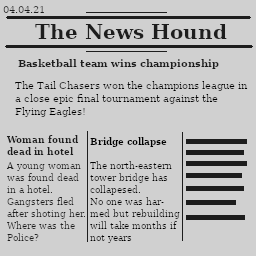 04.04.21
The News Hound
Basketball team wins championship
The Tail Chasers won the champions league in
a close epic final tournament against the
Flying Eagles!
Woman found
dead in hotel
A young woman
was found dead
in a hotel.
Gangsters fled
after shoting her.
Where was the
Police?
Bridge collapse
The north-eastern
tower bridge has
collapesed.
No one was har-
med but rebuilding
will take months if
not years